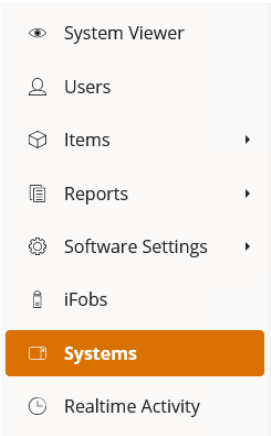 System Viewer
Users
Items
Reports
Software Settings
iFobs
Systems
Realtime Activity